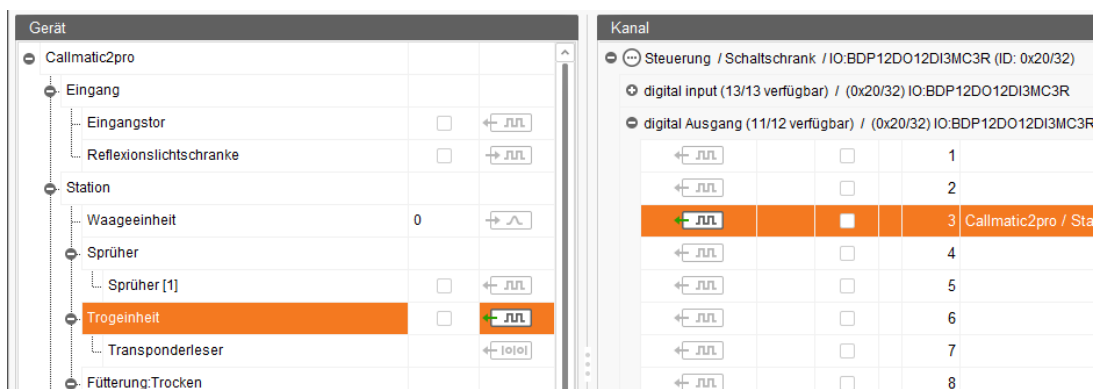 Gerät
Callmatic2pro
Eingang
Eingangstor
Reflexionslichtschranke
Station
Waageeinheit 0
Sprüher
Sprüher [1]
Trogeinheit
Transponderleser
Fütterung:Trocken
Kanal
Steuerung / Schaltschrank / IO:BDP12DO12DI3MC3R (ID: 0x20/32)
digital input (13/13 verfügbar) / (0x20/32) IO:BDP12DO12DI3MC3R
digital Ausgang (11/12 verfügbar) / (0x20/32) IO:BDP12DO12DI3MC3R
1
2
3 Callmatic2pro / Sta
4
5
6
7
8